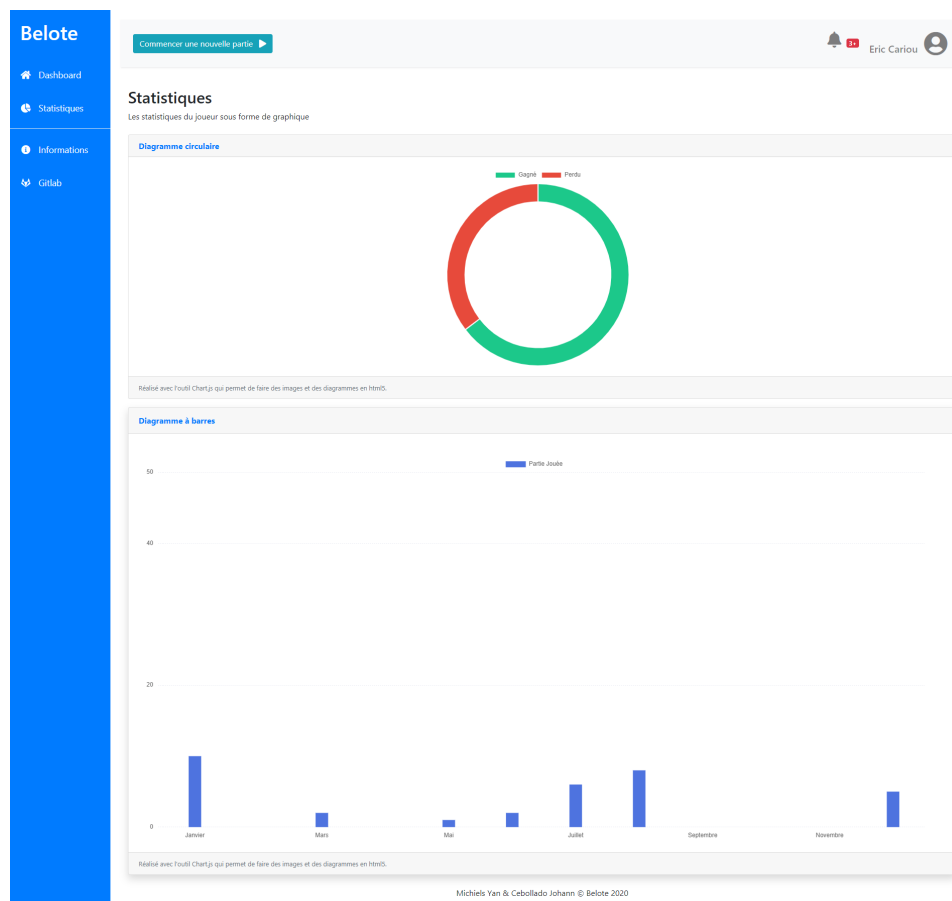 Belote
Dashboard
Statistiques
Informations
Gitlab
Commencer une nouvelle partie
3+
Eric Cariou
Statistiques
Les statistiques du joueur sous forme de graphique
Diagramme circulaire
Gagné Perdu
Réalisé avec l'outil Chart.js qui permet de faire des images et des diagrammes en html5.
Diagramme à barres
Partie Jouée
50
40
20
0
Janvier Mars Mai Juillet Septembre Novembre
Réalisé avec l'outil Chart.js qui permet de faire des images et des diagrammes en html5.
Michiels Yan & Cebollado Johann © Belote 2020